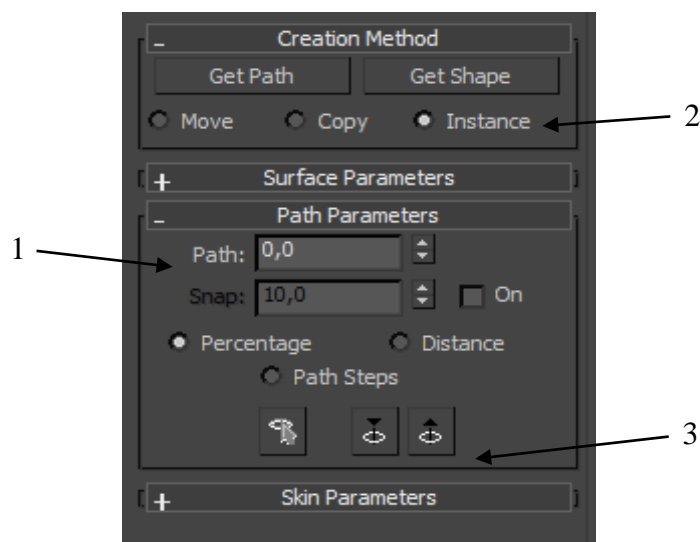 - Creation Method
Get Path Get Shape
Move Copy Instance 2
+ Surface Parameters
- Path Parameters
1 Path: 0,0
Snap: 10,0 On
Percentage Distance
Path Steps
3
+ Skin Parameters